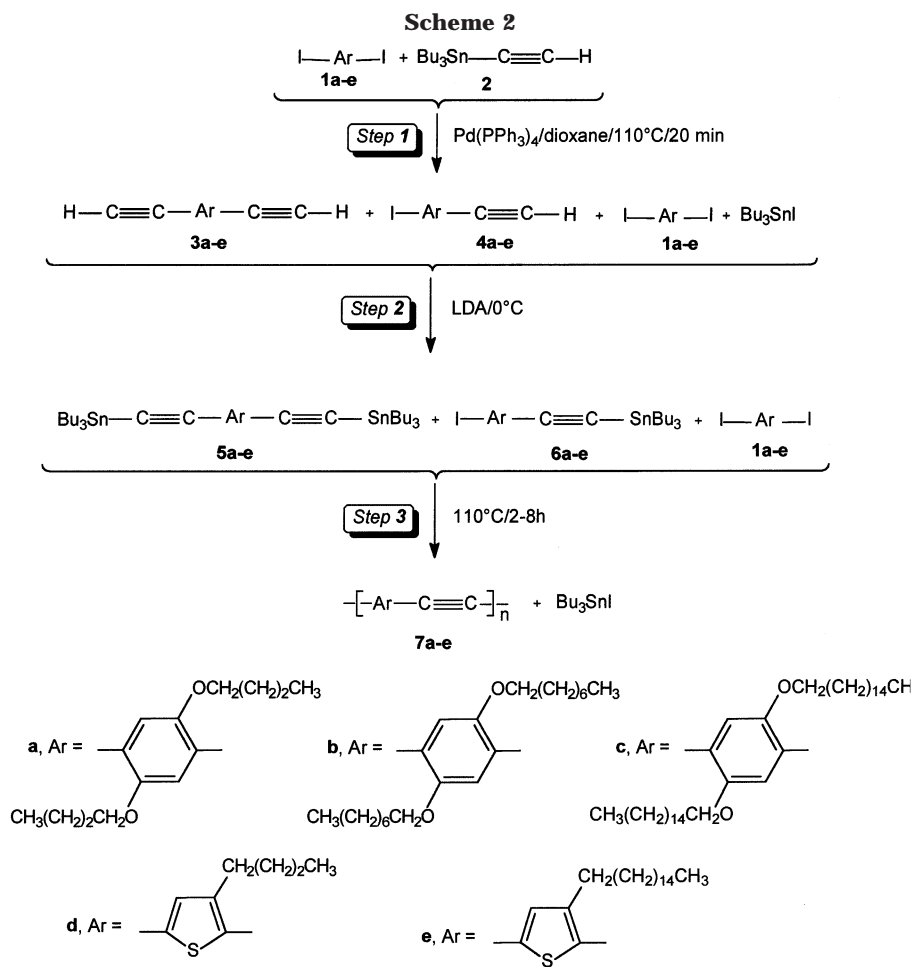 Scheme 2
I—Ar—I + Bu₃Sn—C≡C—H
1a-e 2
Step 1 Pd(PPh₃)₄/dioxane/110°C/20 min
H—C≡C—Ar—C≡C—H + I—Ar—C≡C—H + I—Ar—I + Bu₃SnI
3a-e 4a-e 1a-e
Step 2 LDA/0°C
Bu₃Sn—C≡C—Ar—C≡C—SnBu₃ + I—Ar—C≡C—SnBu₃ + I—Ar—I
5a-e 6a-e 1a-e
Step 3 110°C/2-8h
-[-Ar—C≡C-]-n + Bu₃SnI
7a-e
OCH₂(CH₂)₂CH₃
a, Ar =
CH₃(CH₂)₂CH₂O
OCH₂(CH₂)₆CH₃
b, Ar =
CH₃(CH₂)₆CH₂O
OCH₂(CH₂)₁₄CH
c, Ar =
CH₃(CH₂)₁₄CH₂O
CH₂(CH₂)₂CH₃
d, Ar =
S
CH₂(CH₂)₁₄CH₃
e, Ar =
S